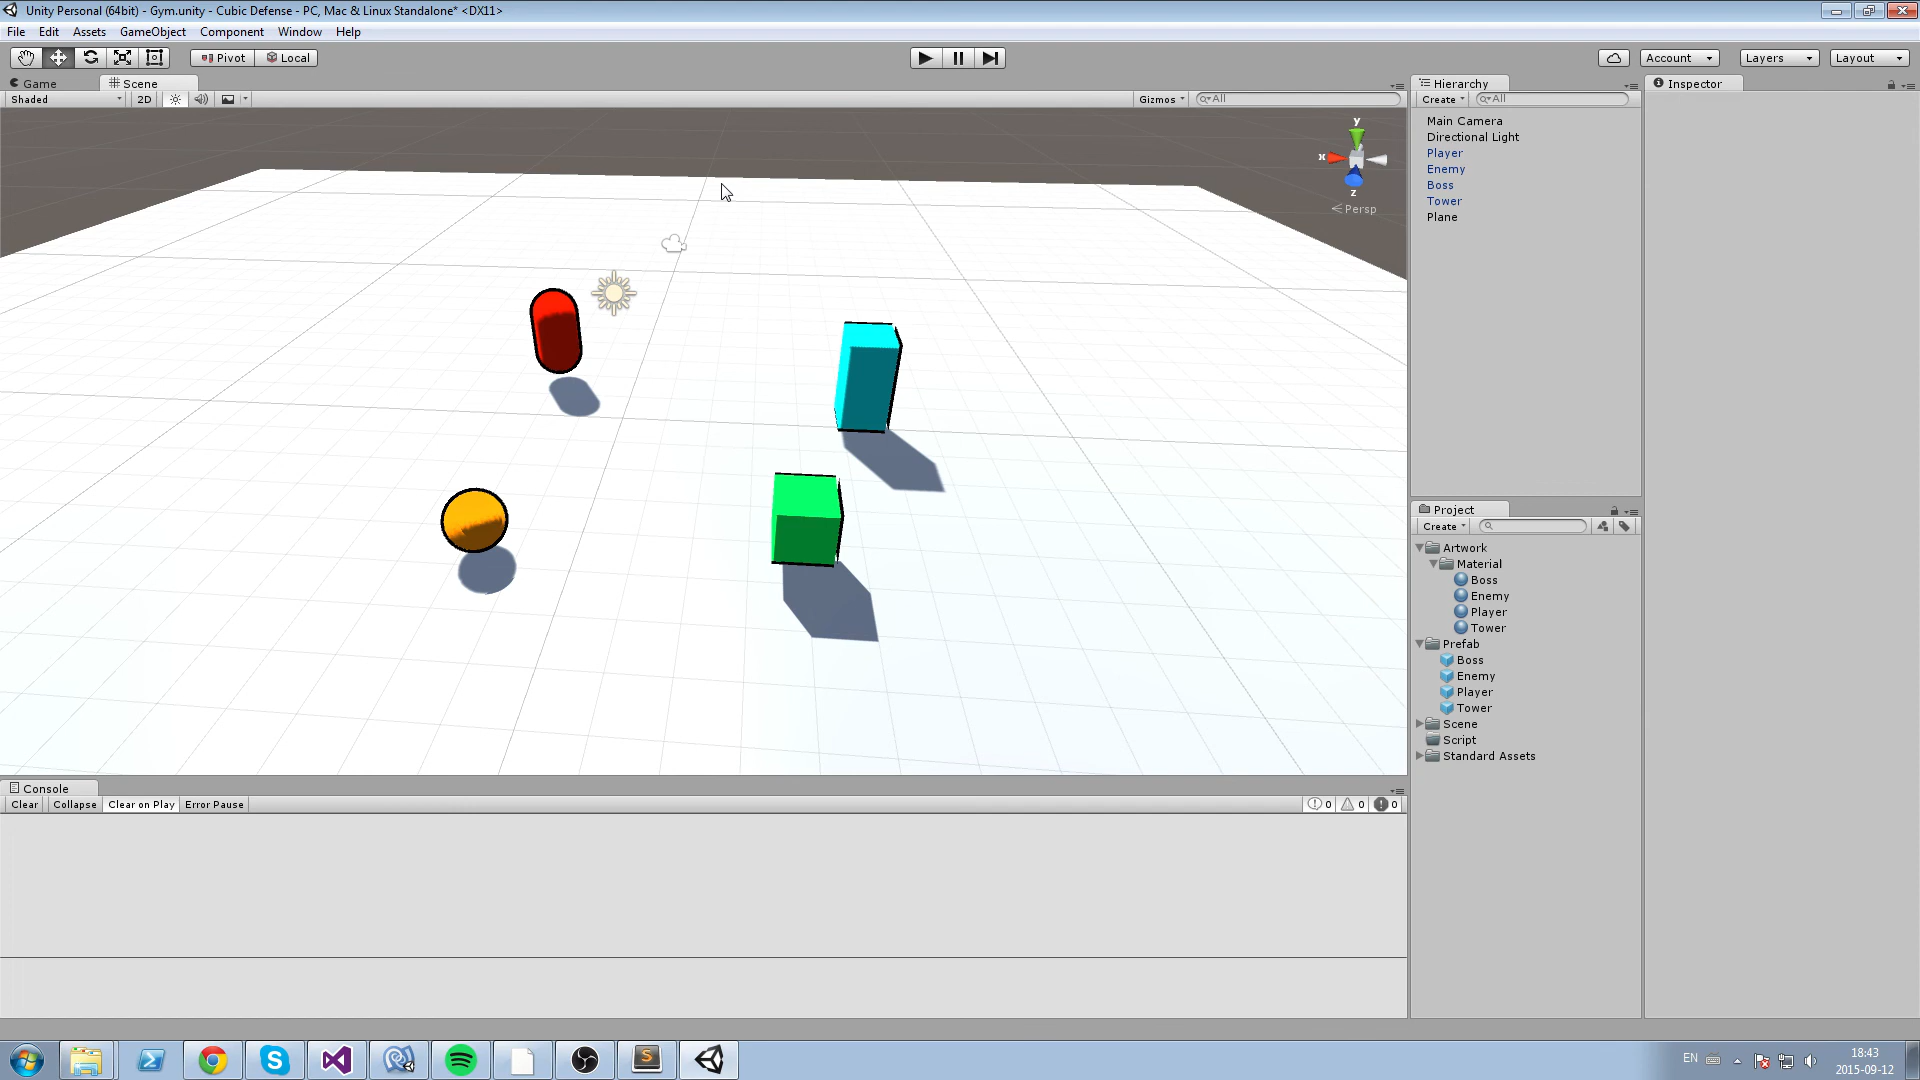 Unity Personal (64bit) - Gym.unity - Cubic Defense - PC, Mac & Linux Standalone* <DX11>
File Edit Assets GameObject Component Window Help
Pivot Local Account Layers Layout
Game Scene
Shaded 2D Gizmos All
y
x
z
Persp
Hierarchy
Create All
Main Camera
Directional Light
Player
Enemy
Boss
Tower
Plane
Inspector
Project
Create
Artwork
Material
Boss
Enemy
Player
Tower
Prefab
Boss
Enemy
Player
Tower
Scene
Script
Standard Assets
Console
Clear Collapse Clear on Play Error Pause 0 0 0
EN 18:43
2015-09-12